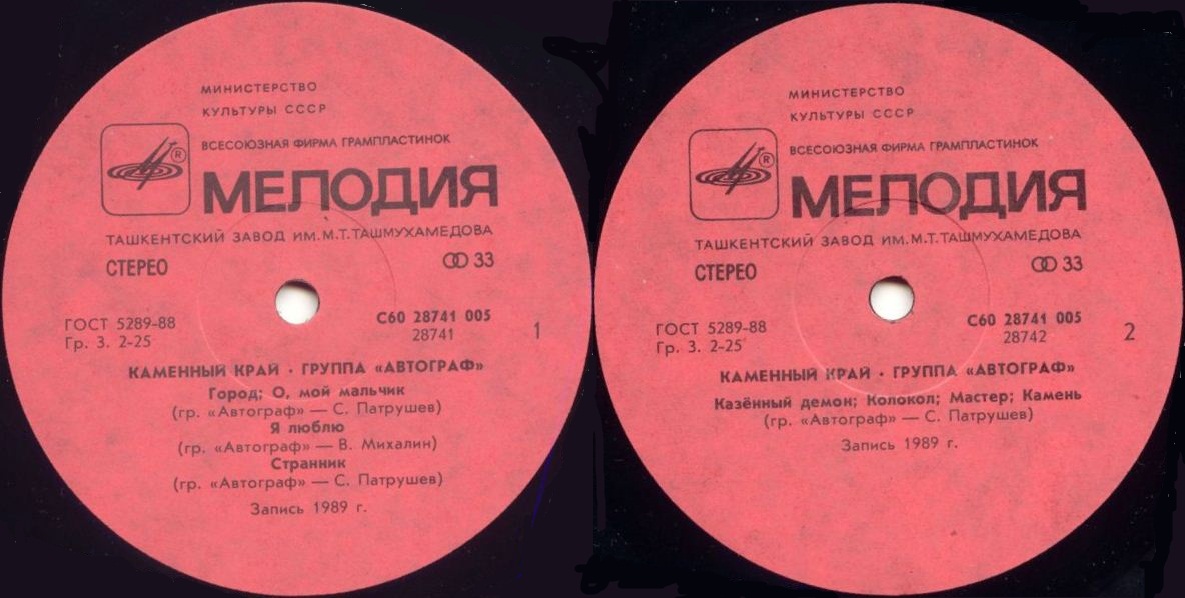 МИНИСТЕРСТВО
КУЛЬТУРЫ СССР
ВСЕСОЮЗНАЯ ФИРМА ГРАМПЛАСТИНОК
®
МЕЛОДИЯ
ТАШКЕНТСКИЙ ЗАВОД ИМ. М.Т. ТАШМУХАМЕДОВА
СТЕРЕО
33
ГОСТ 5289-88
Гр. 3. 2-25
С60 28741 005
28741
1
КАМЕННЫЙ КРАЙ · ГРУППА «АВТОГРАФ»
Город; О, мой мальчик
(гр. «Автограф» — С. Патрушев)
Я люблю
(гр. «Автограф» — В. Михалин)
Странник
(гр. «Автограф» — С. Патрушев)
Запись 1989 г.
МИНИСТЕРСТВО
КУЛЬТУРЫ СССР
ВСЕСОЮЗНАЯ ФИРМА ГРАМПЛАСТИНОК
®
МЕЛОДИЯ
ТАШКЕНТСКИЙ ЗАВОД ИМ. М.Т. ТАШМУХАМЕДОВА
СТЕРЕО
33
ГОСТ 5289-88
Гр. 3. 2-25
С60 28741 005
28742
2
КАМЕННЫЙ КРАЙ · ГРУППА «АВТОГРАФ»
Казённый демон; Колокол; Мастер; Камень
(гр. «Автограф» — С. Патрушев)
Запись 1989 г.